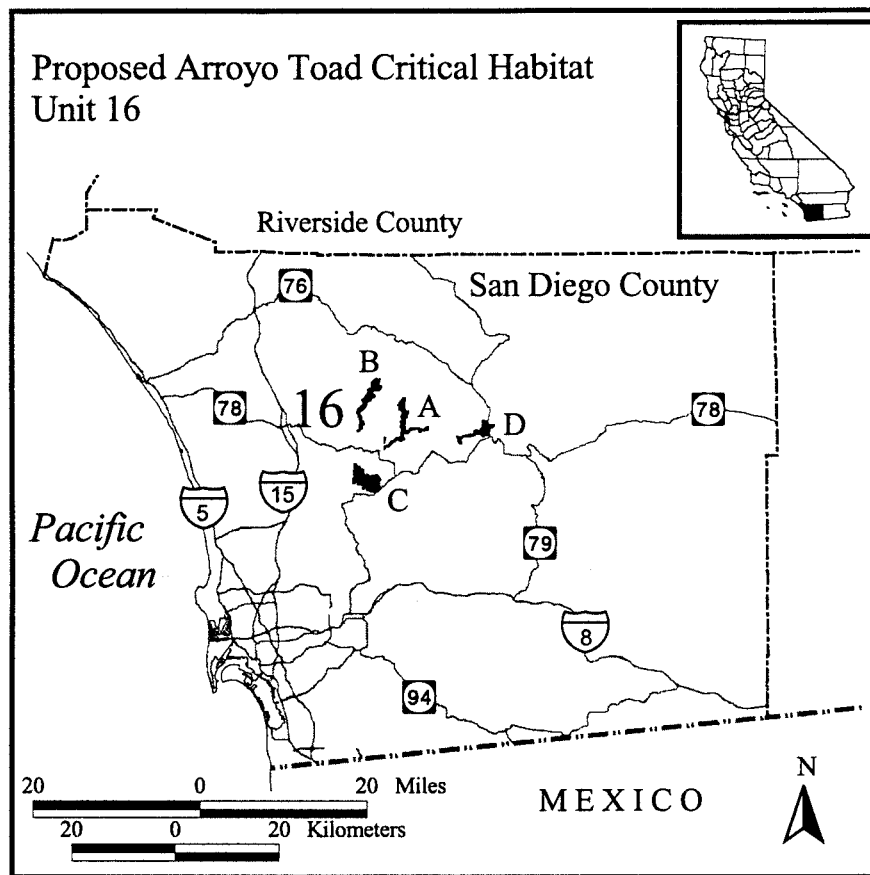 Proposed Arroyo Toad Critical Habitat
Unit 16
Riverside County
San Diego County
76
B
78
16
A
D
78
C
5
15
Pacific
Ocean
79
8
94
20 0 20 Miles
20 0 20 Kilometers
MEXICO
N